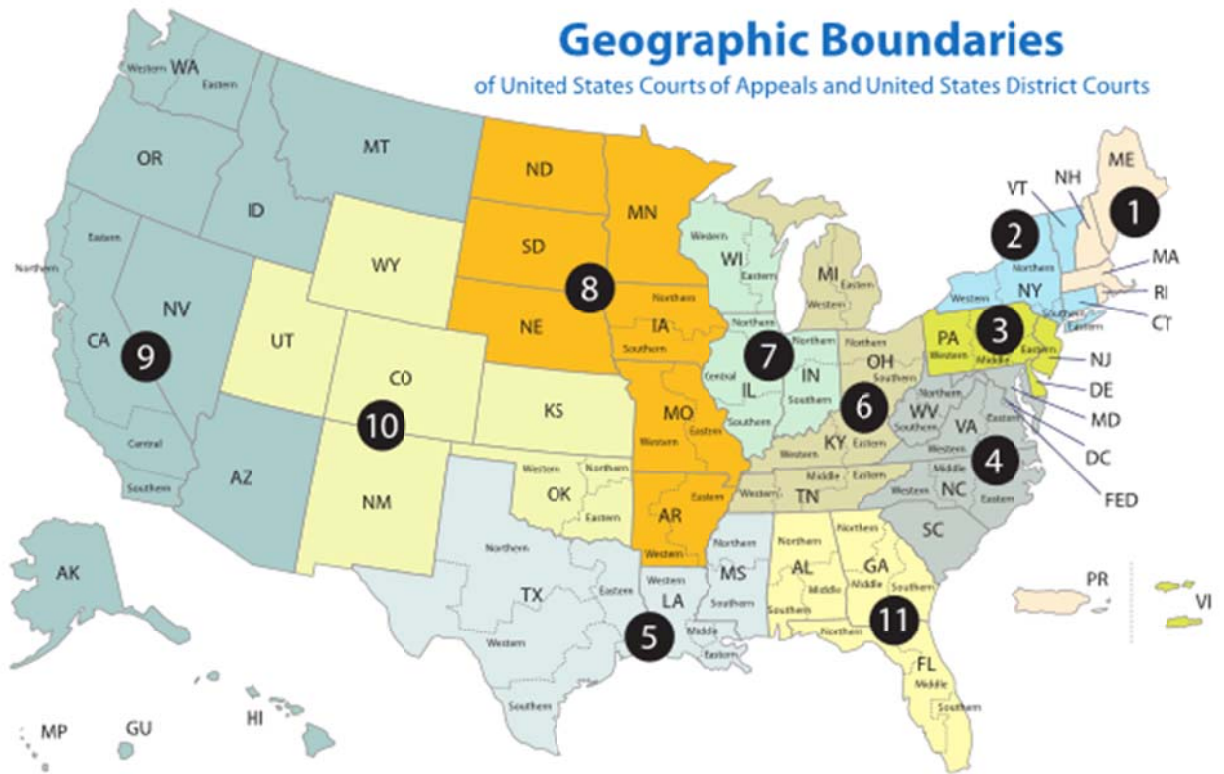 Geographic Boundaries
of United States Courts of Appeals and United States District Courts
Western WA
Eastern
MT
ND
OR
MN
ME
VT NH
1
ID
2
Eastern
SD
Western
WI
Eastern
MI
Eastern
Western
Northern
NY
Western
MA
Northern
WY
8
RI
NV
NE
Northern
IA
Southern
Northern
Southern
Eastern
CT
CA
9
UT
7
Northern
IN
Southern
Northern
OH
Southern
PA
3
Western
Middle
Eastern
NJ
CO
Central
IL
Southern
DE
10
KS
MO
Western
Eastern
6
Northern
WV
Southern
VA
Eastern
Western
MD
Central
KY
Western
Eastern
4
DC
Southern
AZ
NM
Western
Northern
OK
Eastern
Eastern
AR
Western
Middle
Eastern
Western
TN
Middle
Western
NC
Eastern
FED
SC
Northern
TX
Eastern
Western
Southern
Western
LA
Middle
Eastern
5
Northern
MS
Southern
Northern
AL
Middle
Southern
Northern
GA
Middle
Southern
11
Northern
FL
Middle
Southern
AK
PR
VI
HI
MP
GU